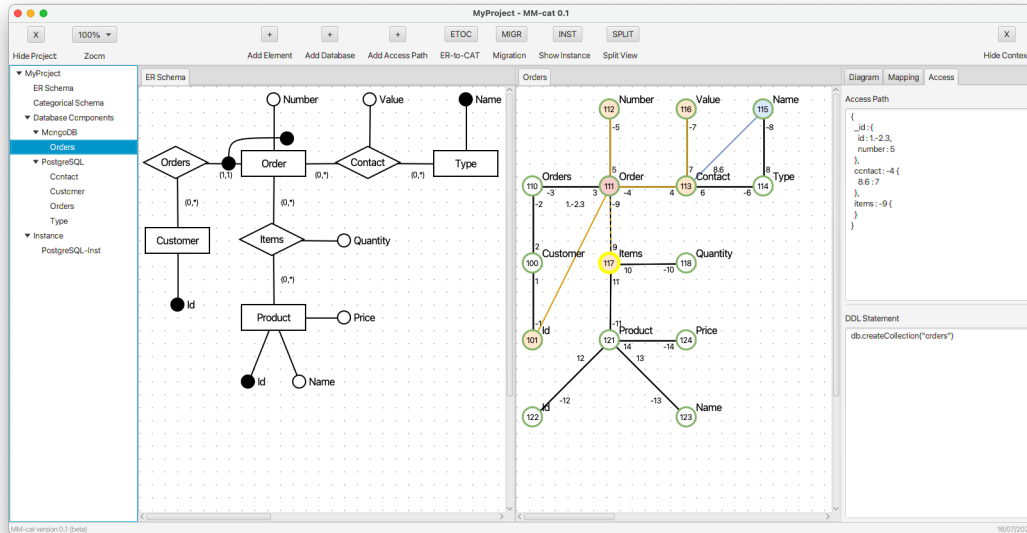 MyProject - MM-cat 0.1
X 100% + + + ETOC MIGR INST SPLIT X
Hide Project Zoom Add Element Add Database Add Access Path ER-to-CAT Migration Show Instance Split View Hide Context
MyProject
ER Schema
Categorical Schema
Database Components
MongoDB
Orders
PostgreSQL
Contact
Customer
Orders
Type
Instance
PostgreSQL-Inst
ER Schema
Number
Value
Name
Orders
Order
Contact
Type
(1,1)
(0,*)
(0,*)
(0,*)
(0,*)
Customer
Items
Quantity
(0,*)
Id
Product
Price
Id
Name
Orders
112 Number
116 Value
115 Name
-5
-7
-8
5
7
8.6
8
110 Orders
111 Order
113 Contact
114 Type
-3 3 -4 4 6 -6
-2
1.-2.3
-9
2
9
100 Customer
117 Items
118 Quantity
1
10 -10
11
-1
-11
101 Id
121 Product
124 Price
14 -14
12 13
-12 -13
122 Id
123 Name
Diagram Mapping Access
Access Path
{
_id : {
id : 1.-2.3,
number : 5
},
contact : -4 {
8.6 : 7
},
items : -9 {
}
}
DDL Statement
db.createCollection("orders")
MM-cat version 0.1 (beta)